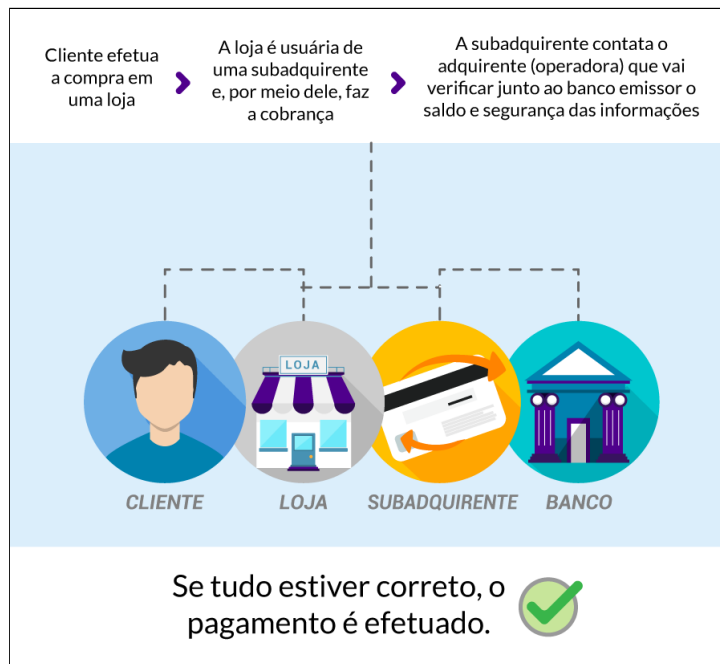 Cliente efetua
a compra em
uma loja
A loja é usuária de
uma subadquirente
e, por meio dele, faz
a cobrança
A subadquirente contata o
adquirente (operadora) que vai
verificar junto ao banco emissor o
saldo e segurança das informações
LOJA
CLIENTE
LOJA
SUBADQUIRENTE
BANCO
Se tudo estiver correto, o
pagamento é efetuado.